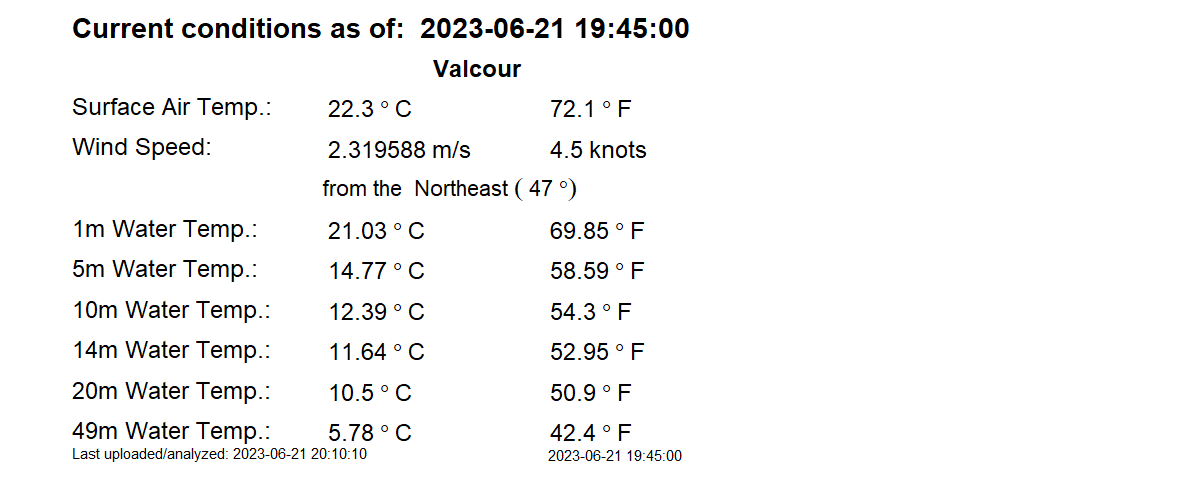 Current conditions as of: 2023-06-21 19:45:00
Valcour
Surface Air Temp.: 22.3 ° C 72.1 ° F
Wind Speed: 2.319588 m/s 4.5 knots
from the Northeast ( 47 °)
1m Water Temp.: 21.03 ° C 69.85 ° F
5m Water Temp.: 14.77 ° C 58.59 ° F
10m Water Temp.: 12.39 ° C 54.3 ° F
14m Water Temp.: 11.64 ° C 52.95 ° F
20m Water Temp.: 10.5 ° C 50.9 ° F
49m Water Temp.: 5.78 ° C 42.4 ° F
Last uploaded/analyzed: 2023-06-21 20:10:10 2023-06-21 19:45:00